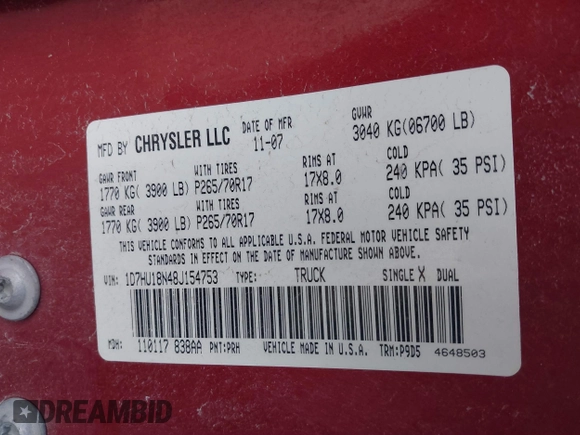 MFD BY CHRYSLER LLC DATE OF MFR GVWR
11-07 3040 KG(06700 LB)
GAWR FRONT WITH TIRES RIMS AT COLD
1770 KG( 3900 LB) P265/70R17 17X8.0 240 KPA( 35 PSI)
GAWR REAR WITH TIRES RIMS AT COLD
1770 KG( 3900 LB) P265/70R17 17X8.0 240 KPA( 35 PSI)
THIS VEHICLE CONFORMS TO ALL APPLICABLE U.S.A. FEDERAL MOTOR VEHICLE SAFETY
STANDARDS IN EFFECT ON THE DATE OF MANUFACTURE SHOWN ABOVE.
VIN: 1D7HU18N48J154753 TYPE: TRUCK SINGLE X DUAL
MDH: 110117 838AA PNT:PRH VEHICLE MADE IN U.S.A. TRM:P9D5 4648503
DREAMBID